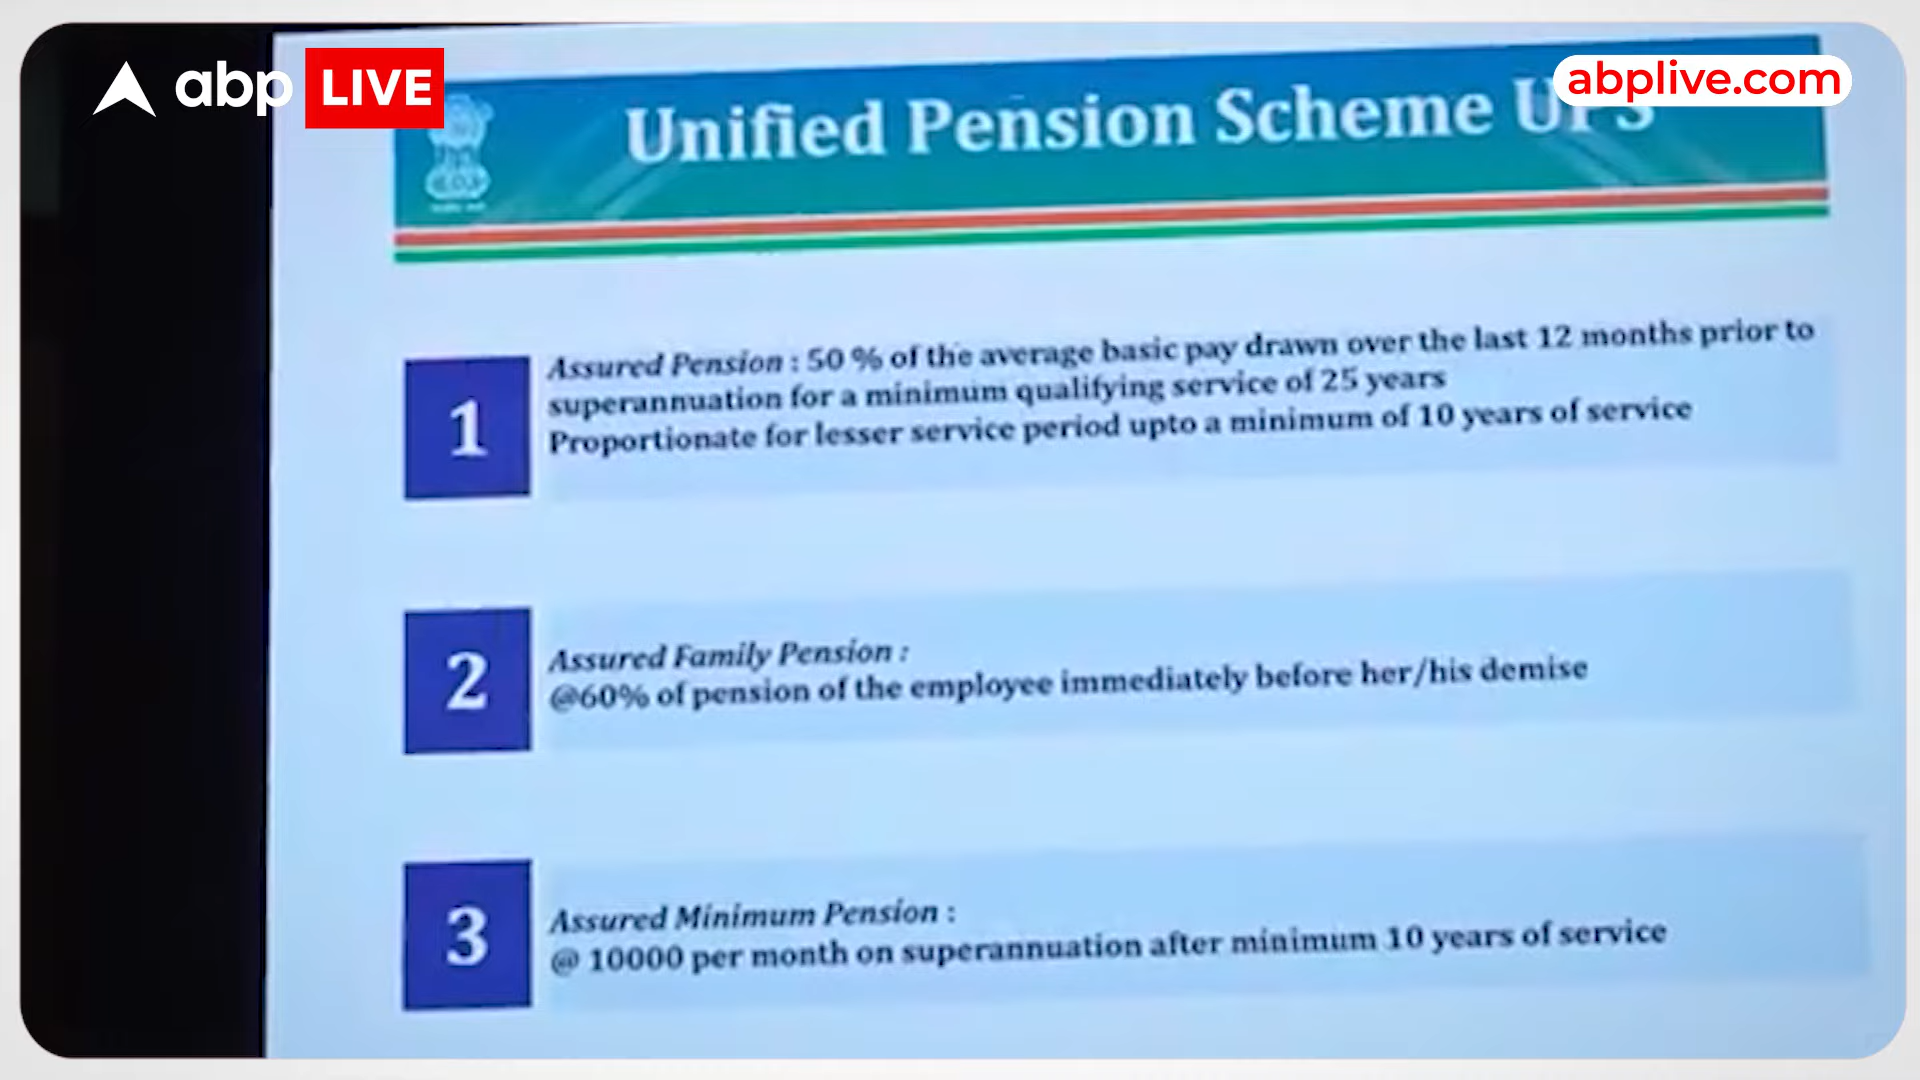 abp LIVE
abplive.com
Unified Pension Scheme UPS
1
Assured Pension : 50 % of the average basic pay drawn over the last 12 months prior to
superannuation for a minimum qualifying service of 25 years
Proportionate for lesser service period upto a minimum of 10 years of service
2
Assured Family Pension :
@60% of pension of the employee immediately before her/his demise
3
Assured Minimum Pension :
@ 10000 per month on superannuation after minimum 10 years of service